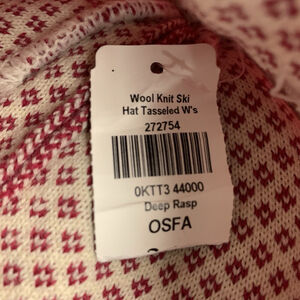 Wool Knit Ski
Hat Tasseled W's
272754
0KTT3 44000
Deep Rasp
OSFA